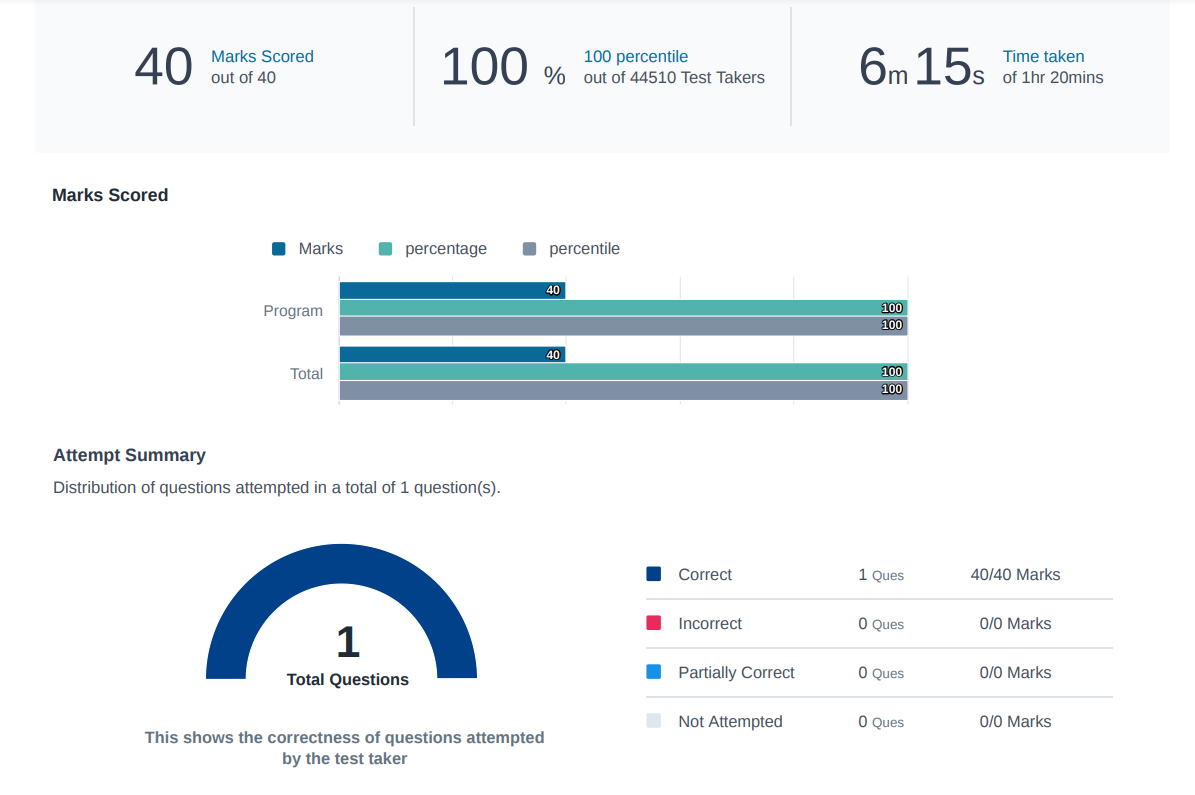 40 Marks Scored
out of 40
100 % 100 percentile
out of 44510 Test Takers
6m 15s Time taken
of 1hr 20mins
Marks Scored
Marks percentage percentile
Program 40
100
100
Total 40
100
100
Attempt Summary
Distribution of questions attempted in a total of 1 question(s).
1
Total Questions
This shows the correctness of questions attempted
by the test taker
Correct 1 Ques 40/40 Marks
Incorrect 0 Ques 0/0 Marks
Partially Correct 0 Ques 0/0 Marks
Not Attempted 0 Ques 0/0 Marks